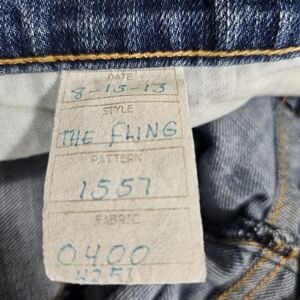 DATE
8-15-13
STYLE
THE FLING
PATTERN
1557
FABRIC
0400